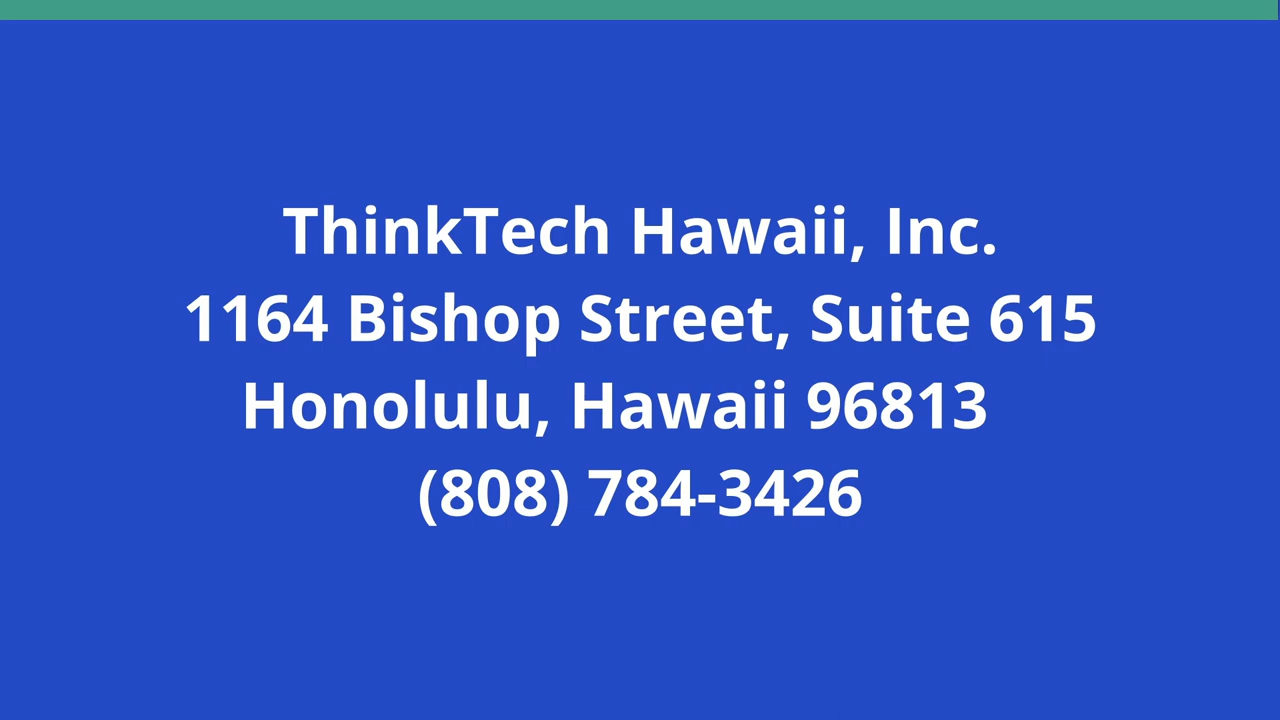 ThinkTech Hawaii, Inc.
1164 Bishop Street, Suite 615
Honolulu, Hawaii 96813
(808) 784-3426